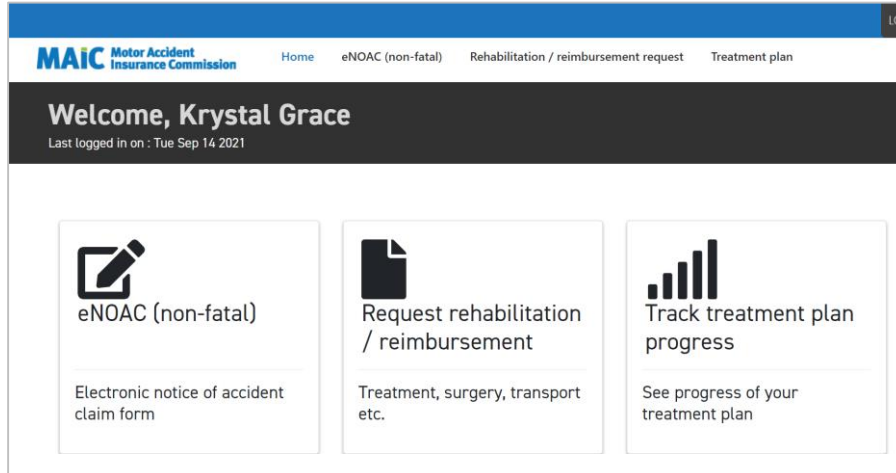 MAIC Motor Accident Insurance Commission
Home eNOAC (non-fatal) Rehabilitation / reimbursement request Treatment plan
Welcome, Krystal Grace
Last logged in on : Tue Sep 14 2021
eNOAC (non-fatal)
Electronic notice of accident
claim form
Request rehabilitation
/ reimbursement
Treatment, surgery, transport
etc.
Track treatment plan
progress
See progress of your
treatment plan